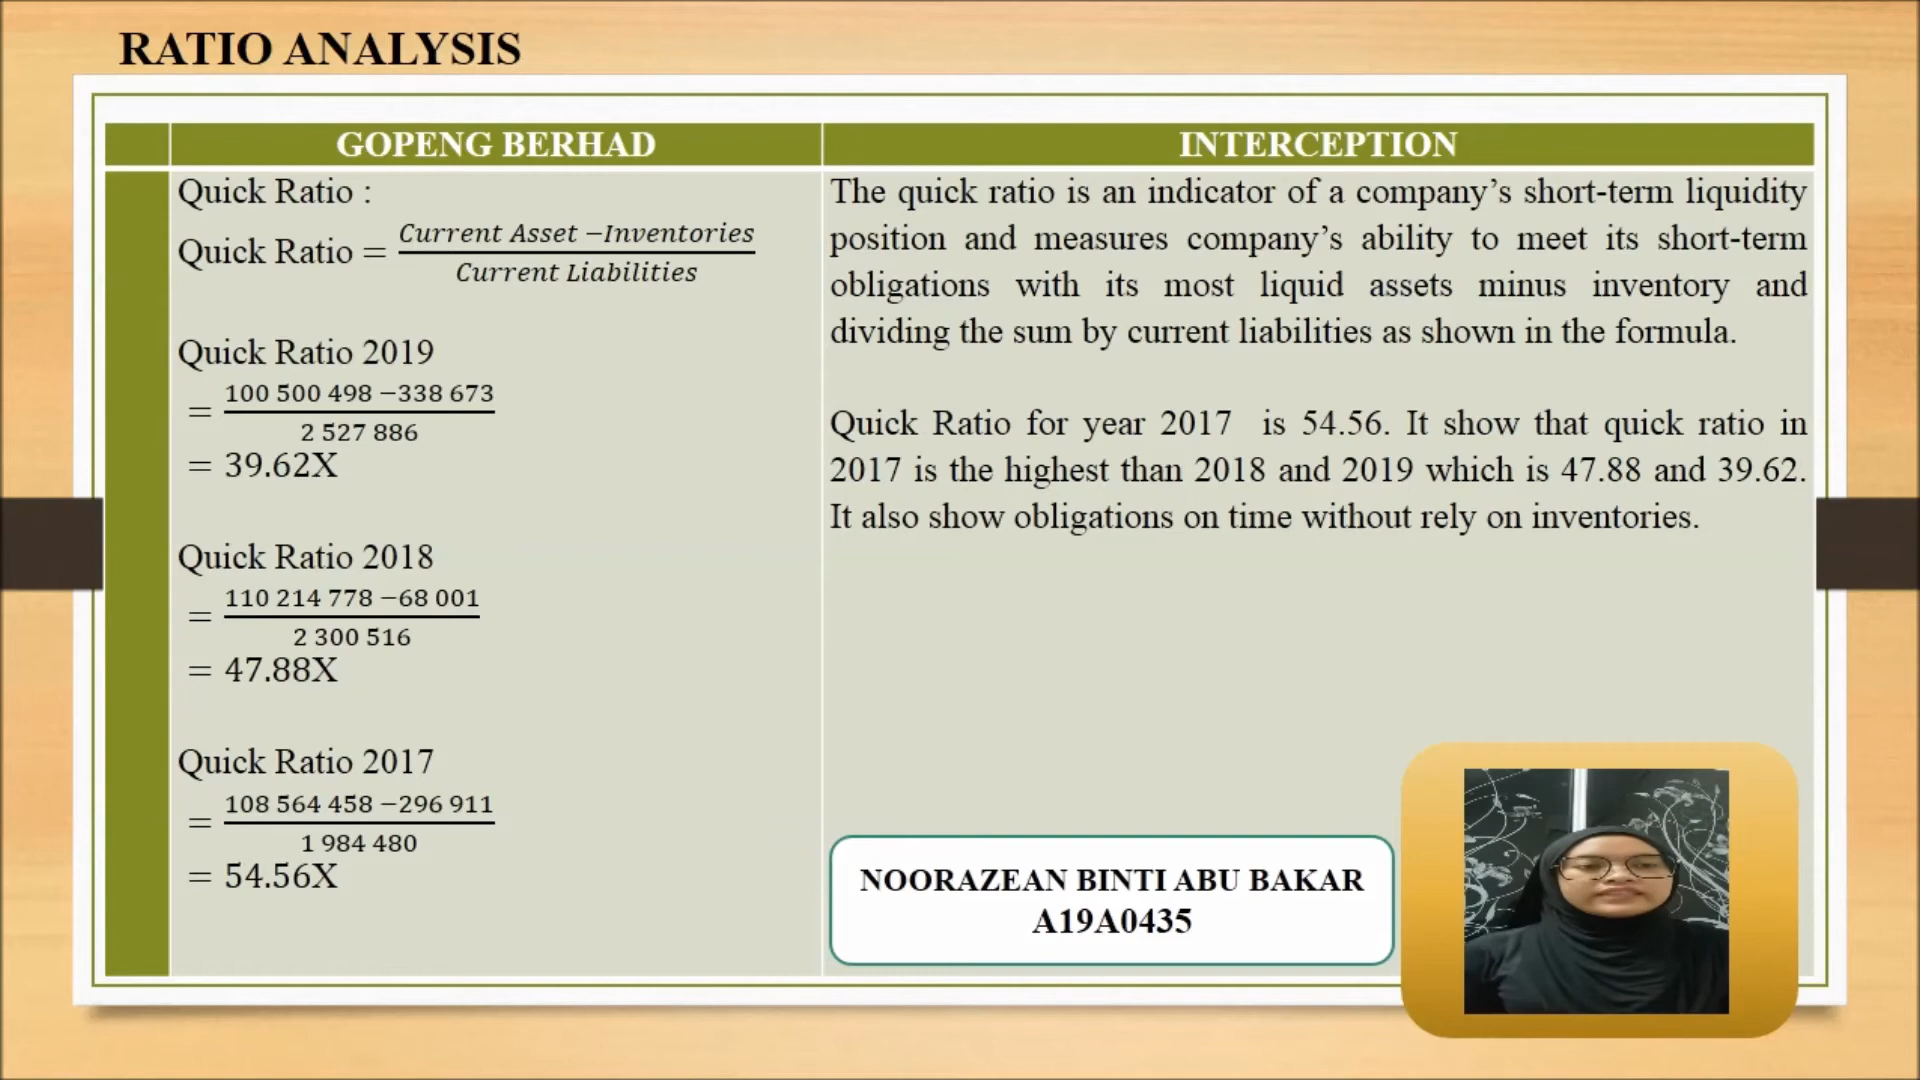 RATIO ANALYSIS
GOPENG BERHAD
INTERCEPTION
Quick Ratio :
Quick Ratio = Current Asset −Inventories / Current Liabilities
Quick Ratio 2019
= 100 500 498 −338 673 / 2 527 886
= 39.62X
Quick Ratio 2018
= 110 214 778 −68 001 / 2 300 516
= 47.88X
Quick Ratio 2017
= 108 564 458 −296 911 / 1 984 480
= 54.56X
The quick ratio is an indicator of a company’s short-term liquidity
position and measures company’s ability to meet its short-term
obligations with its most liquid assets minus inventory and
dividing the sum by current liabilities as shown in the formula.
Quick Ratio for year 2017 is 54.56. It show that quick ratio in
2017 is the highest than 2018 and 2019 which is 47.88 and 39.62.
It also show obligations on time without rely on inventories.
NOORAZEAN BINTI ABU BAKAR
A19A0435